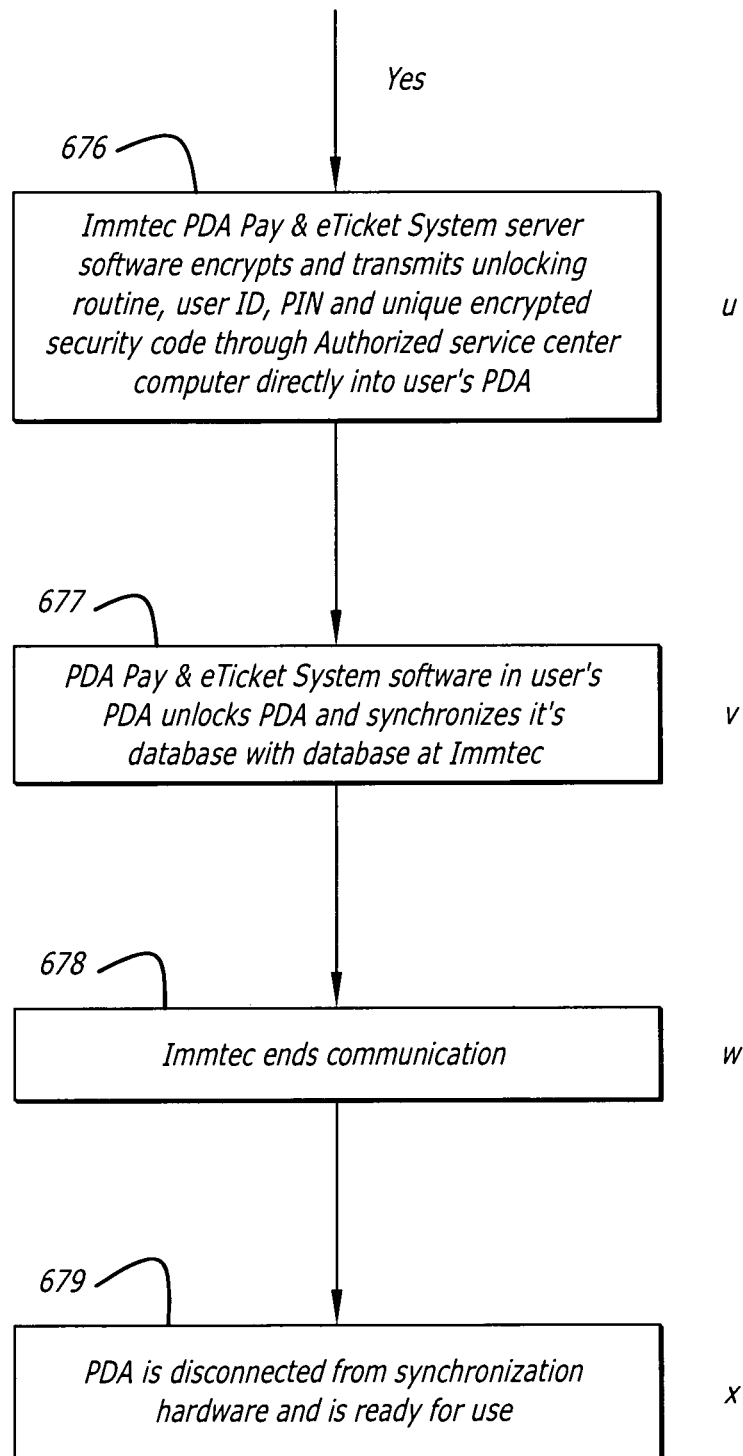 Yes
676
Immtec PDA Pay & eTicket System server
software encrypts and transmits unlocking
routine, user ID, PIN and unique encrypted
security code through Authorized service center
computer directly into user's PDA
u
677
PDA Pay & eTicket System software in user's
PDA unlocks PDA and synchronizes it's
database with database at Immtec
v
678
Immtec ends communication
w
679
PDA is disconnected from synchronization
hardware and is ready for use
x